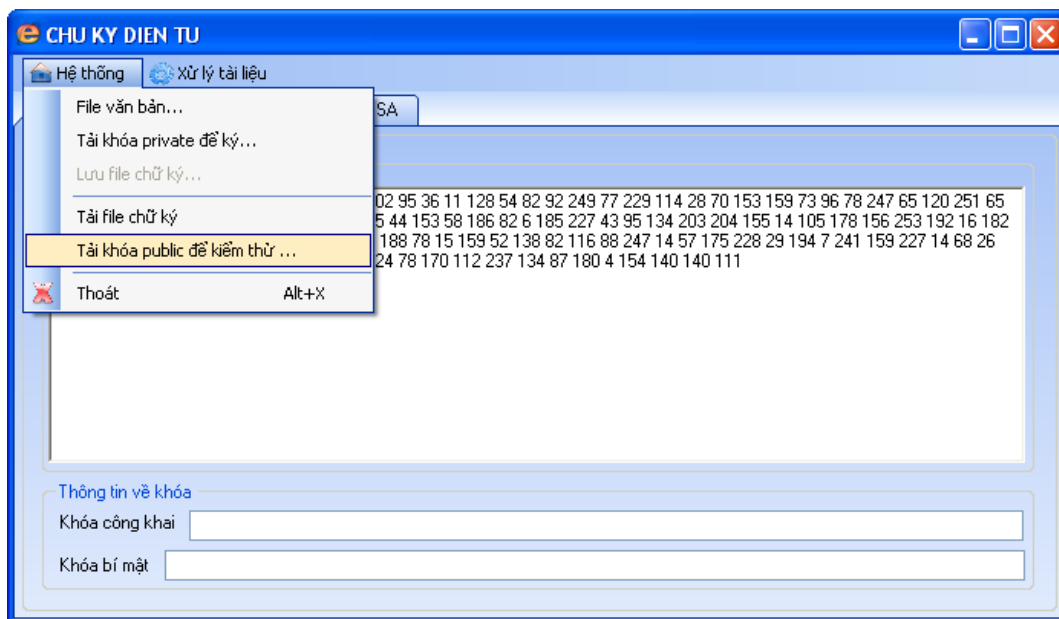 CHU KY DIEN TU
Hệ thống Xử lý tài liệu
File văn bản...
SA
Tải khóa private để ký...
Lưu file chữ ký...
Tải file chữ ký
Tải khóa public để kiểm thử ...
Thoát Alt+X
02 95 36 11 128 54 82 92 249 77 229 114 28 70 153 159 73 96 78 247 65 120 251 65
5 44 153 58 186 82 6 185 227 43 95 134 203 204 155 14 105 178 156 253 192 16 182
188 78 15 159 52 138 82 116 88 247 14 57 175 228 29 194 7 241 159 227 14 68 26
24 78 170 112 237 134 87 180 4 154 140 140 111
Thông tin về khóa
Khóa công khai
Khóa bí mật